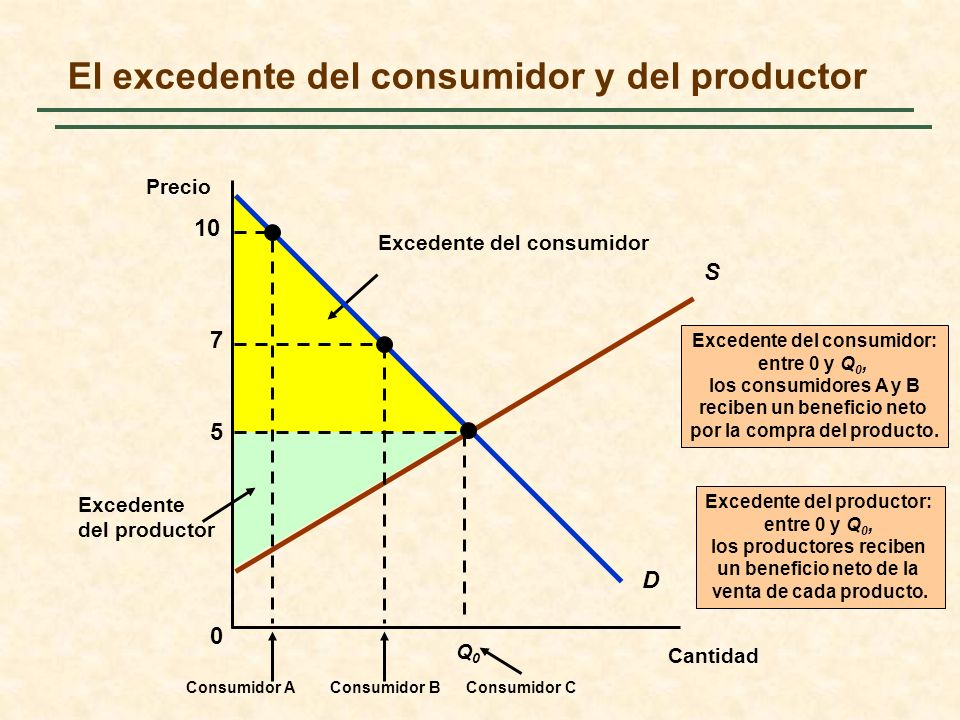 El excedente del consumidor y del productor
Precio
10
Excedente del consumidor
S
7
Excedente del consumidor:
entre 0 y Q0,
los consumidores A y B
reciben un beneficio neto
por la compra del producto.
5
Excedente
del productor
Excedente del productor:
entre 0 y Q0,
los productores reciben
un beneficio neto de la
venta de cada producto.
D
0
Q0
Cantidad
Consumidor A
Consumidor B
Consumidor C